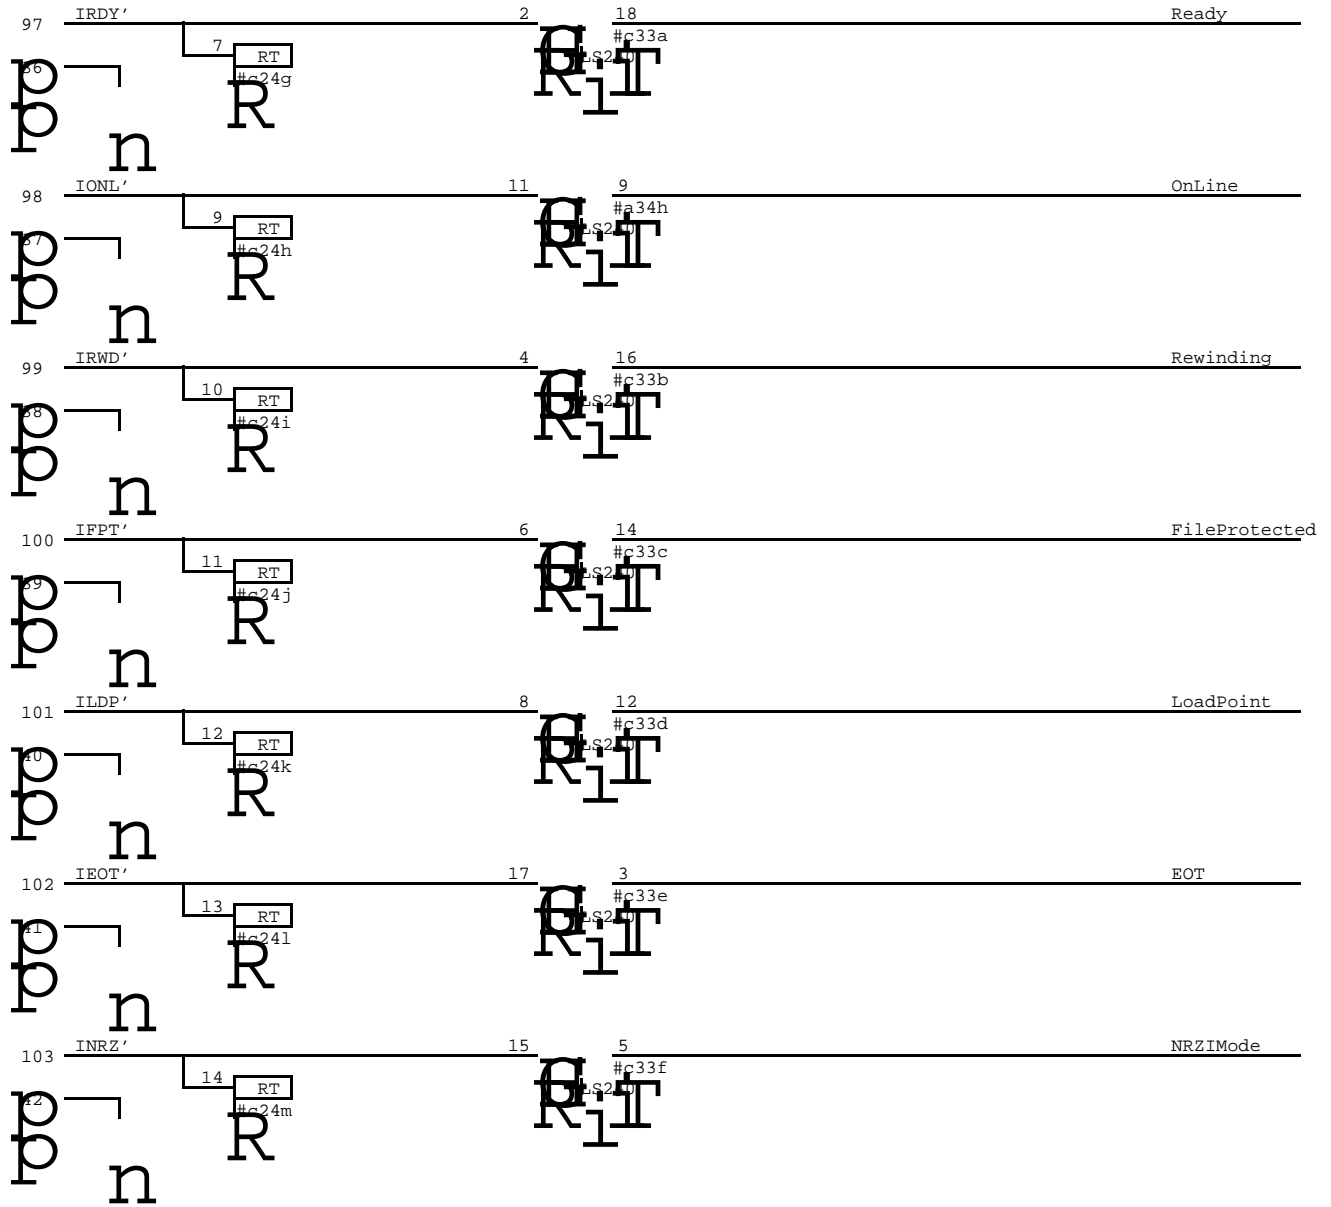 97 IRDY’ 2 18 Ready
#c33a
7 RT
#c24g
R
p
p
n
98 IONL’ 11 9 OnLine
#a34h
9 RT
#c24h
R
p
p
n
99 IRWD’ 4 16 Rewinding
#c33b
10 RT
#c24i
R
p
p
n
100 IFPT’ 6 14 FileProtected
#c33c
11 RT
#c24j
R
p
p
n
101 ILDP’ 8 12 LoadPoint
#c33d
12 RT
#c24k
R
p
p
n
102 IEOT’ 17 3 EOT
#c33e
13 RT
#c24l
R
p
p
n
103 INRZ’ 15 5 NRZIMode
#c33f
14 RT
#c24m
R
p
p
n